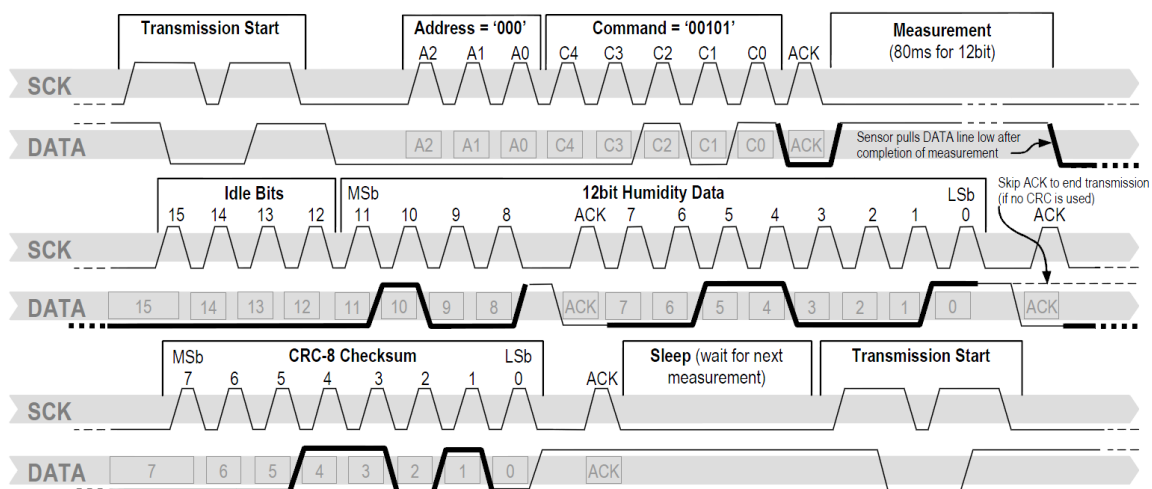 Transmission Start Address = ‘000’ Command = ‘00101’ Measurement
(80ms for 12bit)
A2 A1 A0 C4 C3 C2 C1 C0 ACK
SCK
DATA A2 A1 A0 C4 C3 C2 C1 C0 ACK Sensor pulls DATA line low after
completion of measurement
Skip ACK to end transmission
(if no CRC is used)
Idle Bits MSb 12bit Humidity Data LSb
15 14 13 12 11 10 9 8 ACK 7 6 5 4 3 2 1 0 ACK
SCK
DATA 15 14 13 12 11 10 9 8 ACK 7 6 5 4 3 2 1 0 ACK
MSb CRC-8 Checksum LSb Sleep (wait for next Transmission Start
measurement)
7 6 5 4 3 2 1 0 ACK
SCK
DATA 7 6 5 4 3 2 1 0 ACK